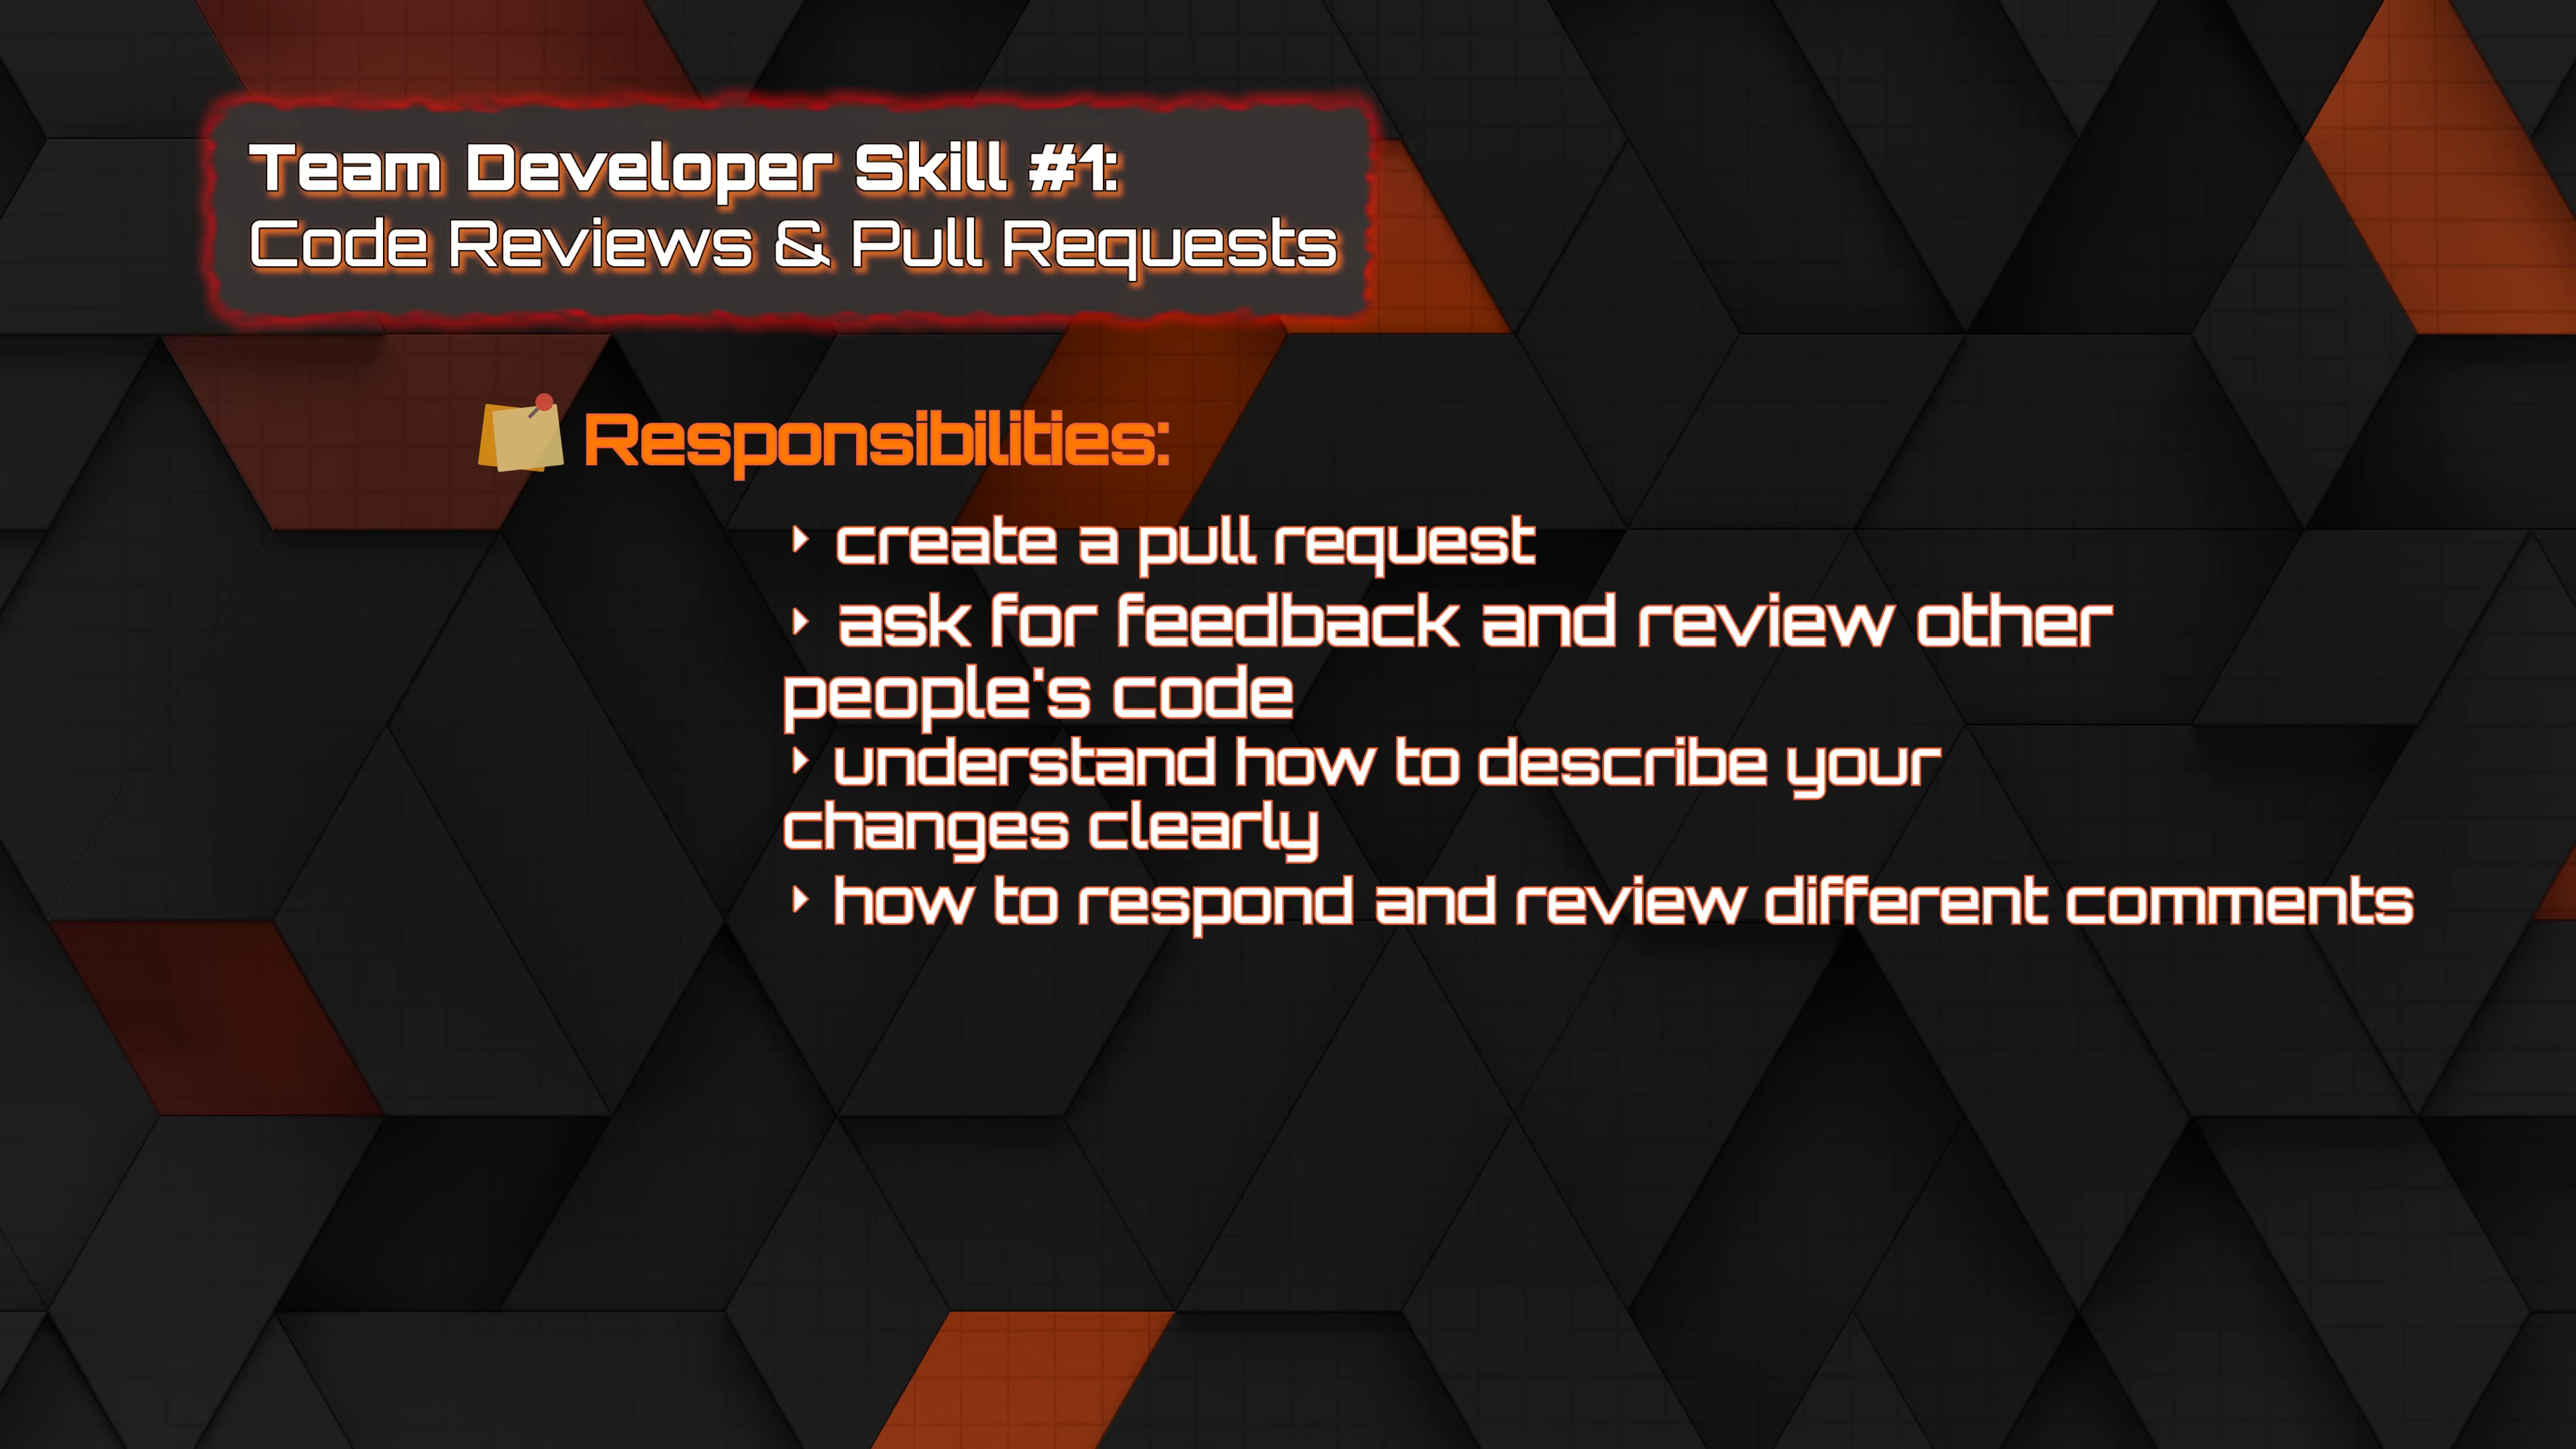 Team Developer Skill #1:
Code Reviews & Pull Requests
Responsibilities:
‣ create a pull request
‣ ask for feedback and review other
people's code
‣ understand how to describe your
changes clearly
‣ how to respond and review different comments